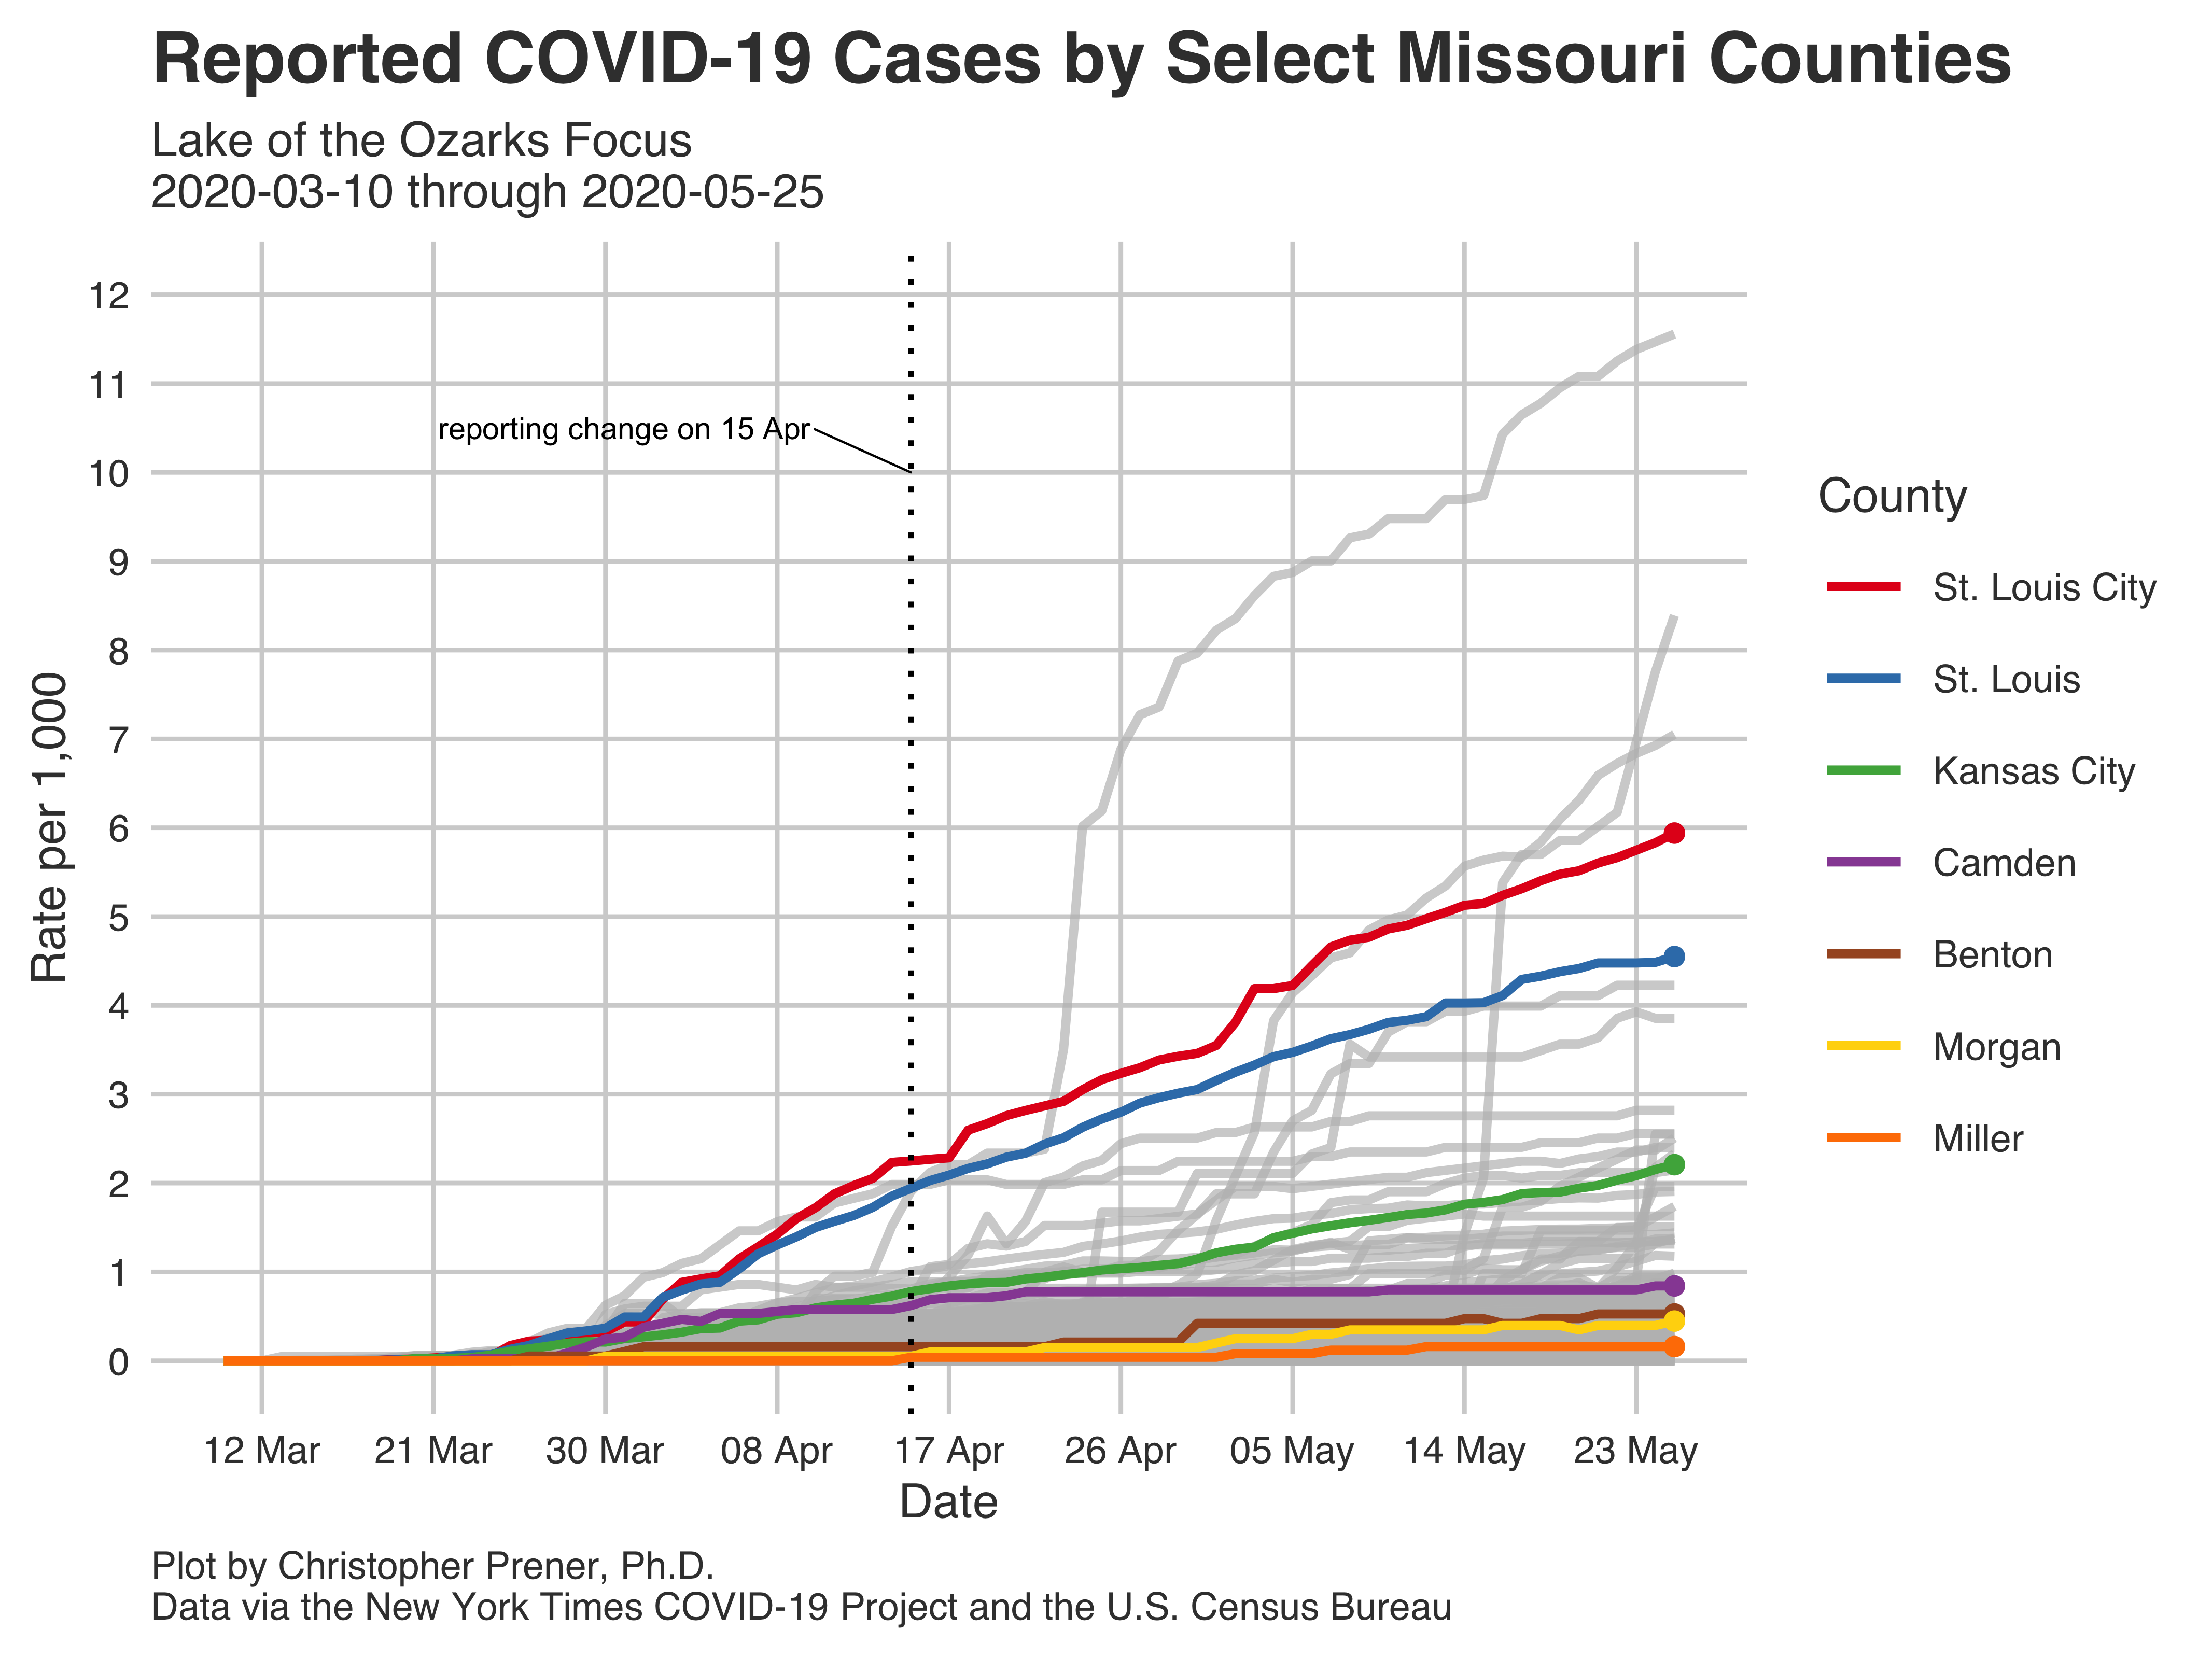 Reported COVID-19 Cases by Select Missouri Counties
Lake of the Ozarks Focus
2020-03-10 through 2020-05-25
12
11
10
9
8
7
6
5
4
3
2
1
0
Rate per 1,000
reporting change on 15 Apr
12 Mar
21 Mar
30 Mar
08 Apr
17 Apr
26 Apr
05 May
14 May
23 May
Date
County
St. Louis City
St. Louis
Kansas City
Camden
Benton
Morgan
Miller
Plot by Christopher Prener, Ph.D.
Data via the New York Times COVID-19 Project and the U.S. Census Bureau